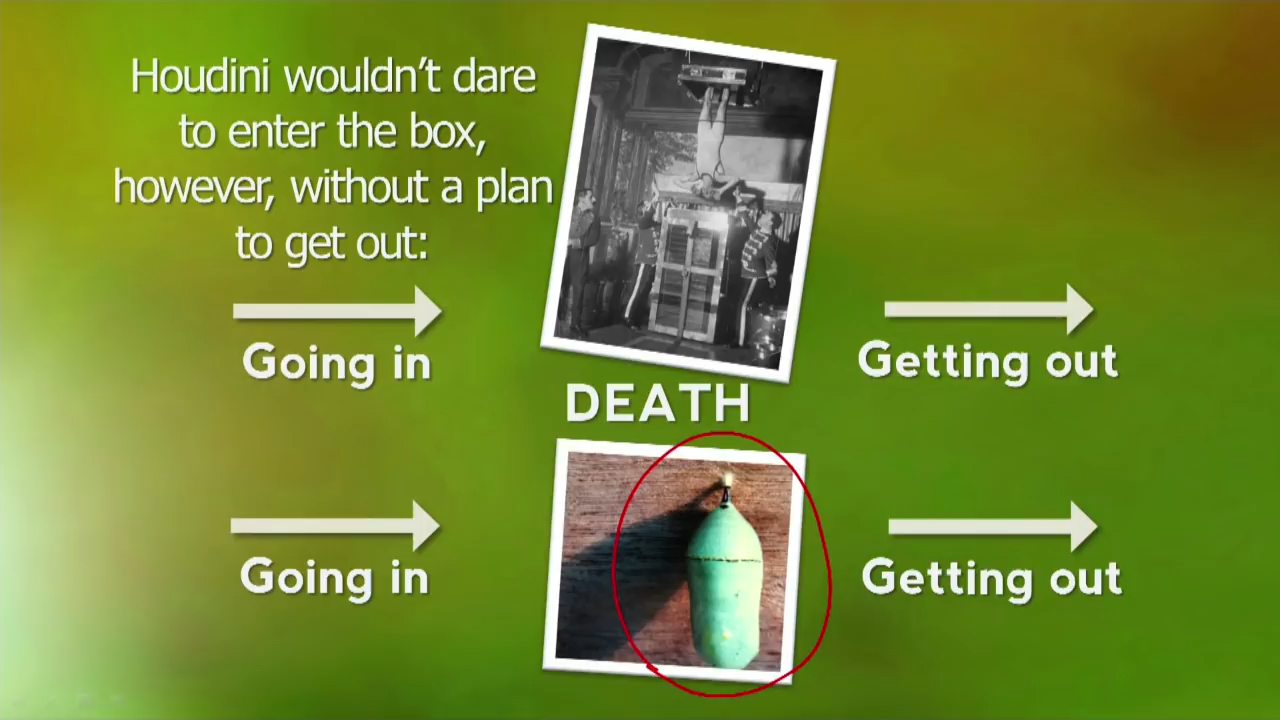 Houdini wouldn't dare
to enter the box,
however, without a plan
to get out:
Going in
Getting out
DEATH
Going in
Getting out